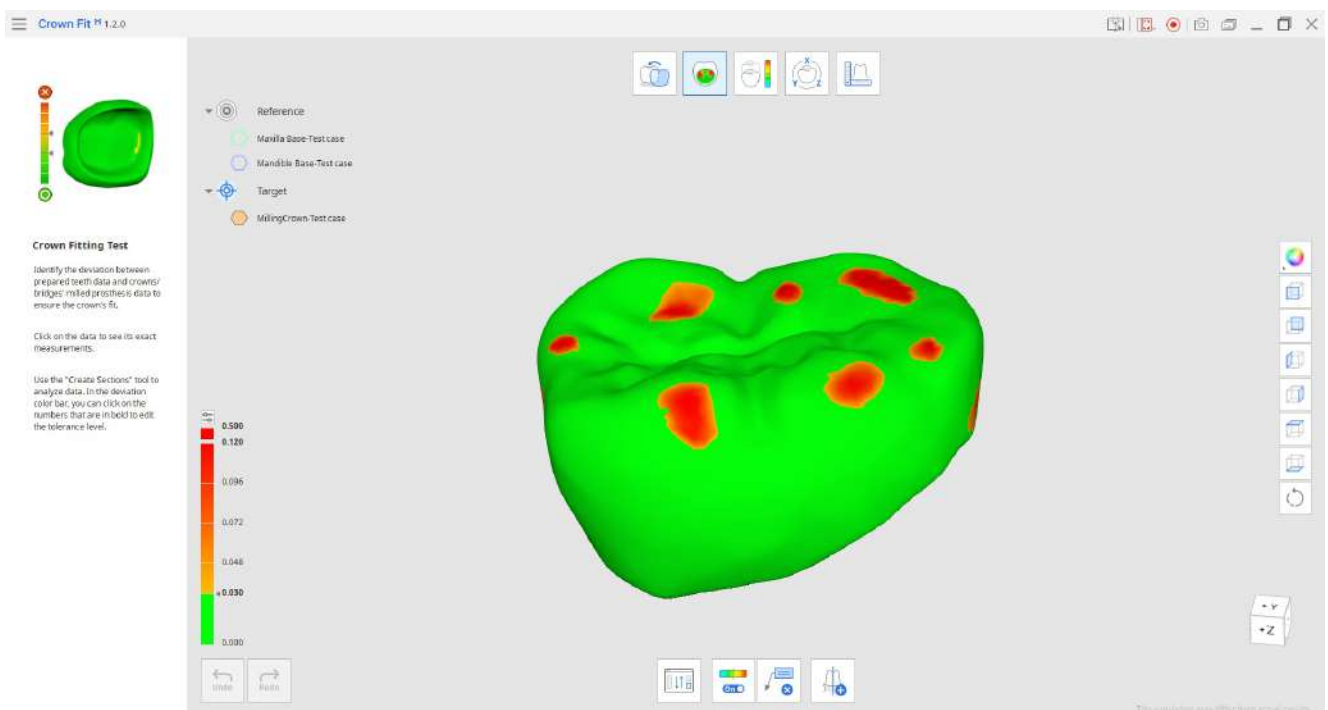 Crown Fit M 1.2.0
Crown Fitting Test
Identify the deviation between
prepared teeth data and crowns/
bridges' milled prosthesis data to
ensure the crown's fit.
Click on the data to see its exact
measurements.
Use the "Create Sections" tool to
analyze data. In the deviation
color bar, you can click on the
numbers that are in bold to edit
the tolerance level.
Reference
Maxilla Base-Test case
Mandible Base-Test case
Target
MillingCrown-Test case
X
Y Z
0.500
0.120
0.096
0.072
0.048
0.030
0.000
Undo
Redo
On
+Y
+Z